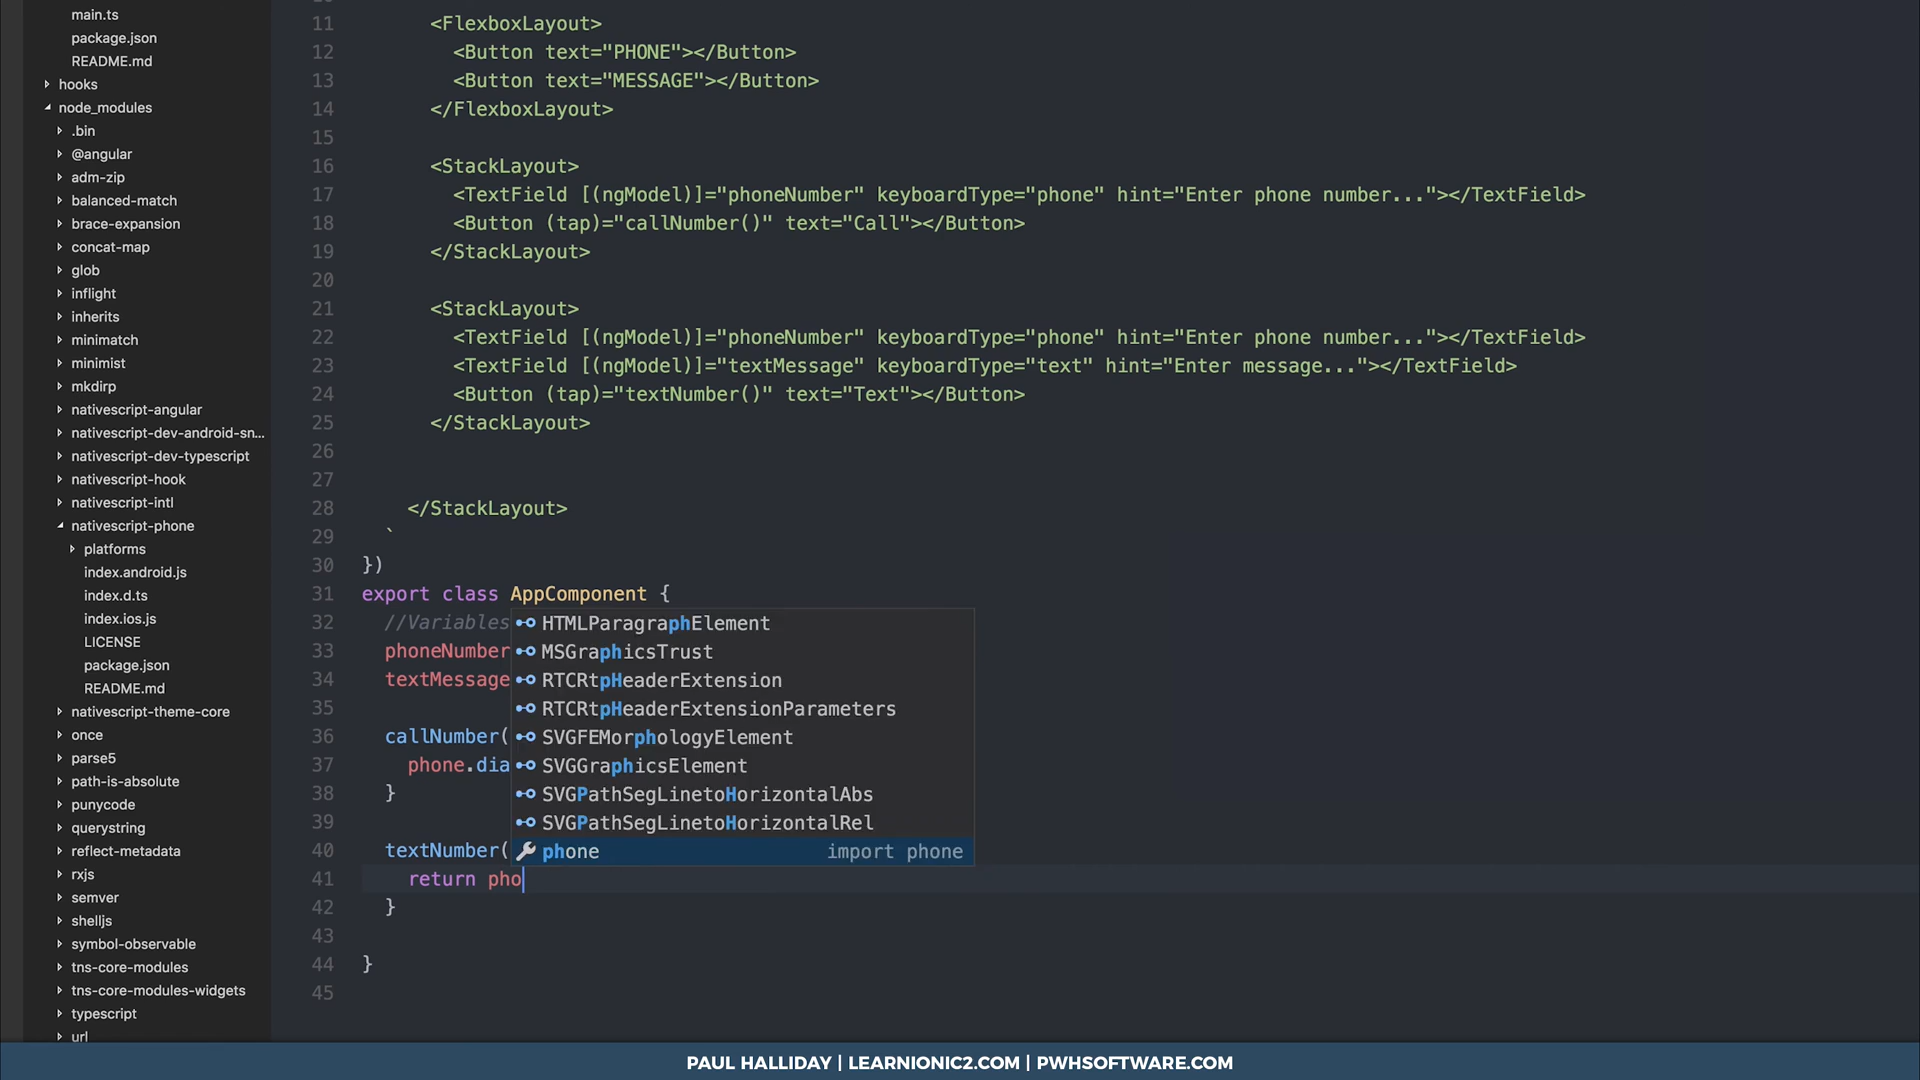 main.ts
package.json
README.md
hooks
node_modules
.bin
@angular
adm-zip
balanced-match
brace-expansion
concat-map
glob
inflight
inherits
minimatch
minimist
mkdirp
nativescript-angular
nativescript-dev-android-sn...
nativescript-dev-typescript
nativescript-hook
nativescript-intl
nativescript-phone
platforms
index.android.js
index.d.ts
index.ios.js
LICENSE
package.json
README.md
nativescript-theme-core
once
parse5
path-is-absolute
punycode
querystring
reflect-metadata
rxjs
semver
shelljs
symbol-observable
tns-core-modules
tns-core-modules-widgets
typescript
url
11 <FlexboxLayout>
12 <Button text="PHONE"></Button>
13 <Button text="MESSAGE"></Button>
14 </FlexboxLayout>
15
16 <StackLayout>
17 <TextField [(ngModel)]="phoneNumber" keyboardType="phone" hint="Enter phone number..."></TextField>
18 <Button (tap)="callNumber()" text="Call"></Button>
19 </StackLayout>
20
21 <StackLayout>
22 <TextField [(ngModel)]="phoneNumber" keyboardType="phone" hint="Enter phone number..."></TextField>
23 <TextField [(ngModel)]="textMessage" keyboardType="text" hint="Enter message..."></TextField>
24 <Button (tap)="textNumber()" text="Text"></Button>
25 </StackLayout>
26
27
28 </StackLayout>
29 `
30 })
31 export class AppComponent {
32 //Variables
33 phoneNumber
34 textMessage
35
36 callNumber(
37 phone.dia
38 }
39
40 textNumber(
41 return pho
42 }
43
44 }
45
HTMLParagraphElement
MSGraphicsTrust
RTCRtpHeaderExtension
RTCRtpHeaderExtensionParameters
SVGFEMorphologyElement
SVGGraphicsElement
SVGPathSegLinetoHorizontalAbs
SVGPathSegLinetoHorizontalRel
phone import phone
PAUL HALLIDAY | LEARNIONIC2.COM | PWHSOFTWARE.COM